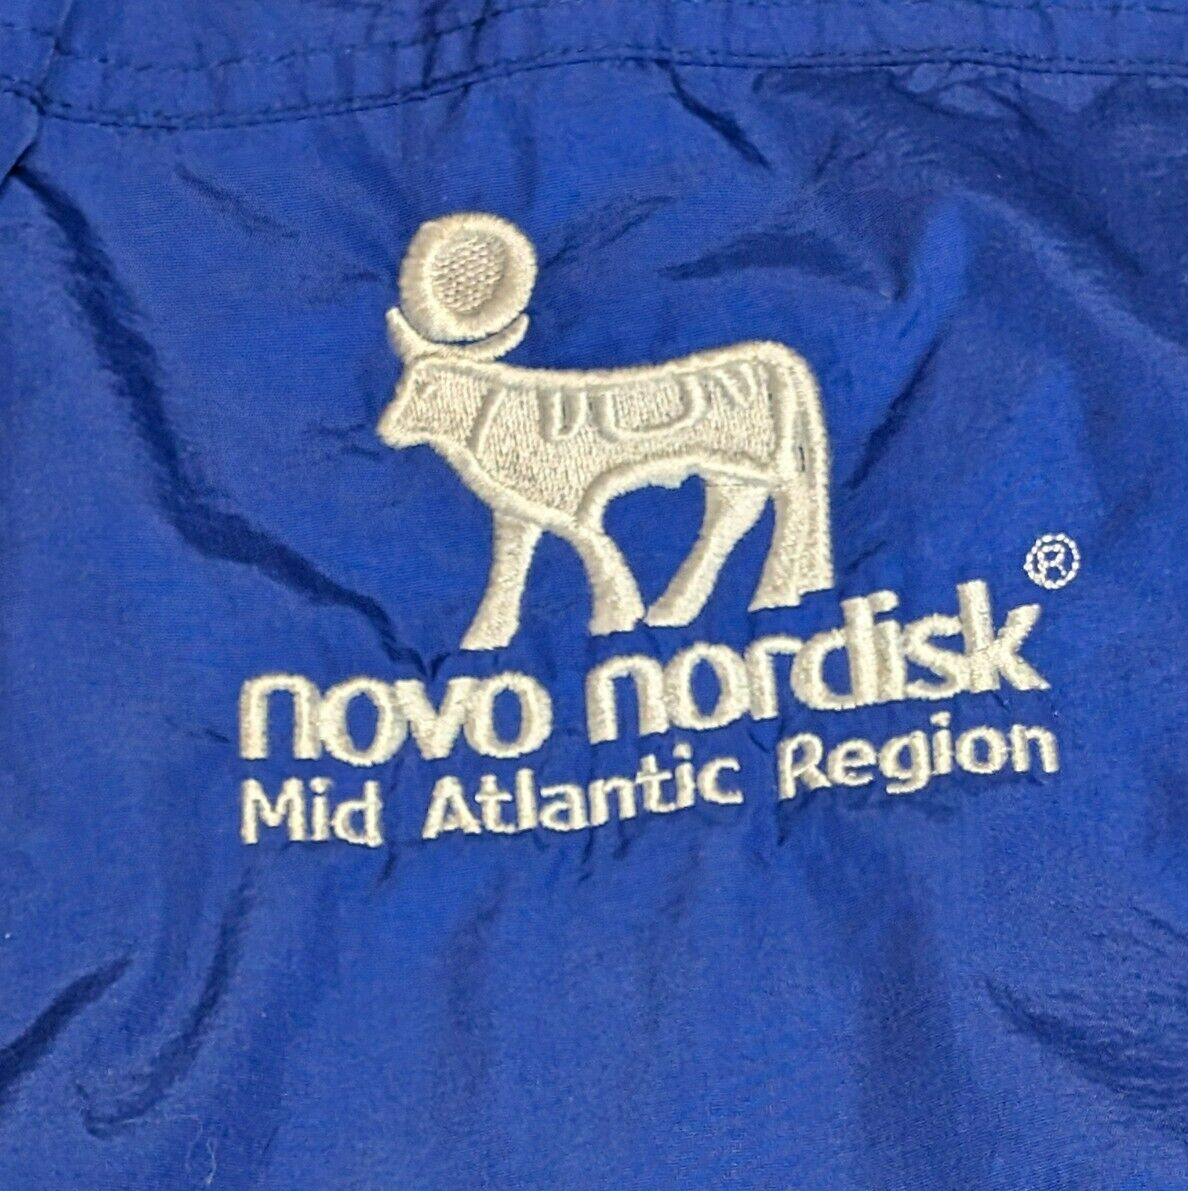 ®
novo nordisk
Mid Atlantic Region